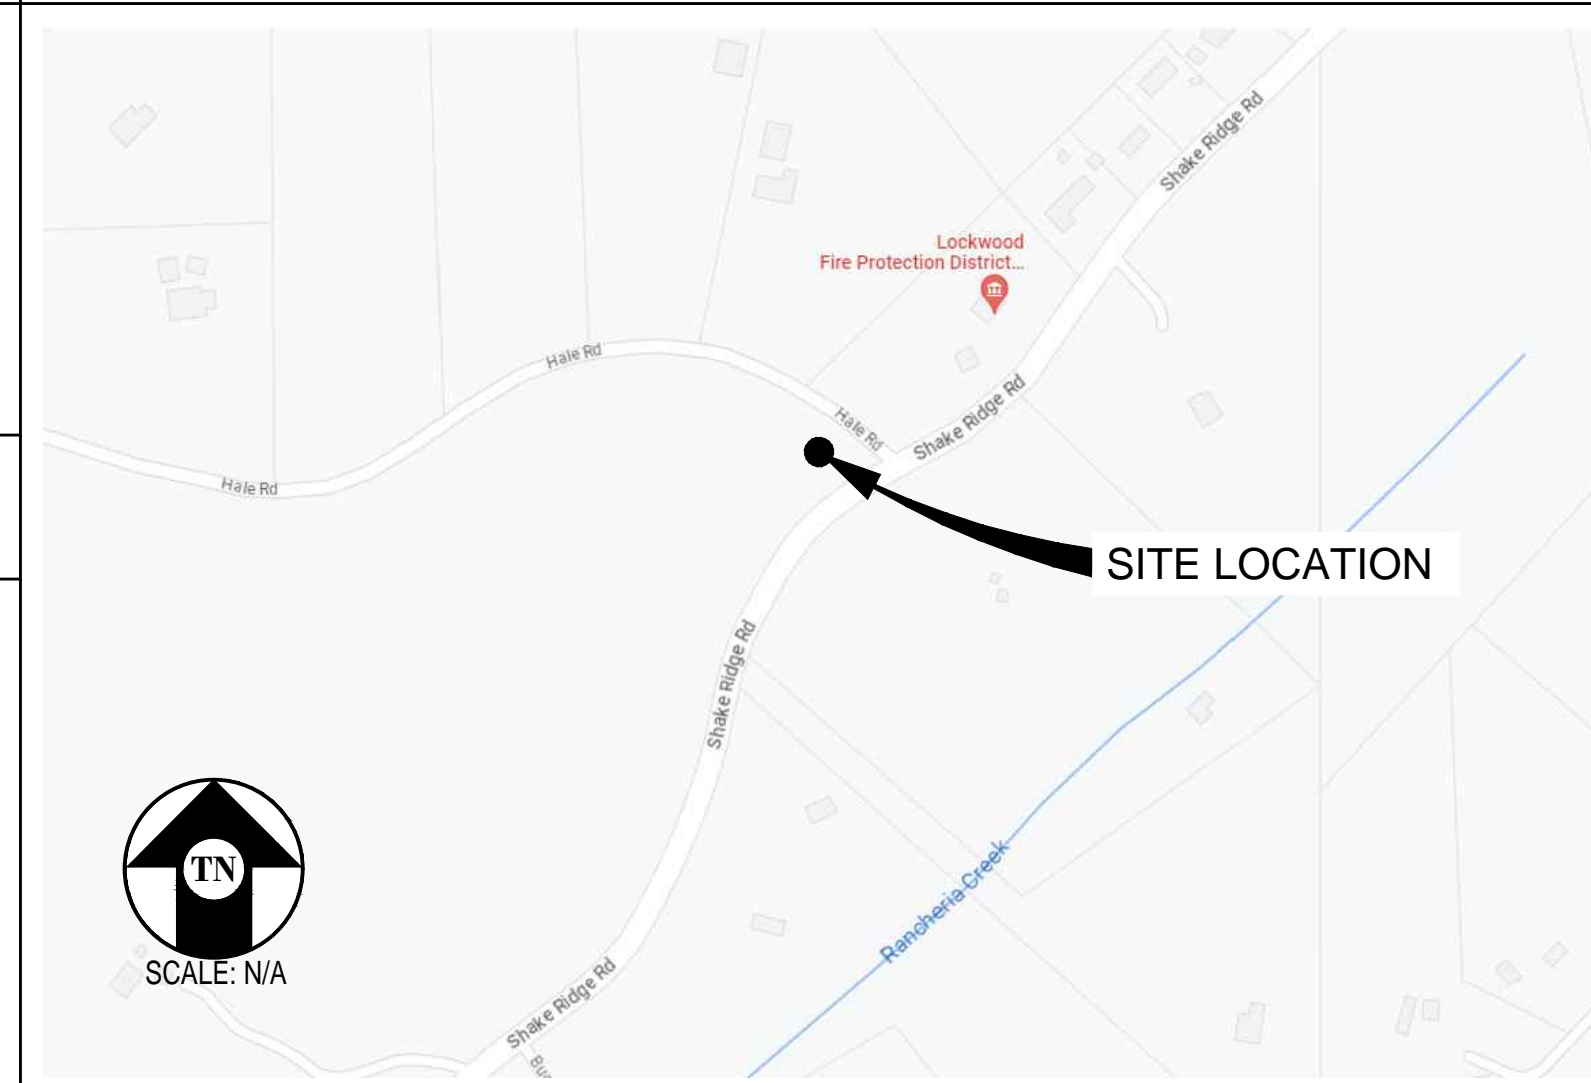 Shake Ridge Rd
Lockwood
Fire Protection District...
Hale Rd
Hale Rd
Shake Ridge Rd
Hale Rd
SITE LOCATION
Shake Ridge Rd
TN
Rancheria Creek
SCALE: N/A
Shake Ridge Rd